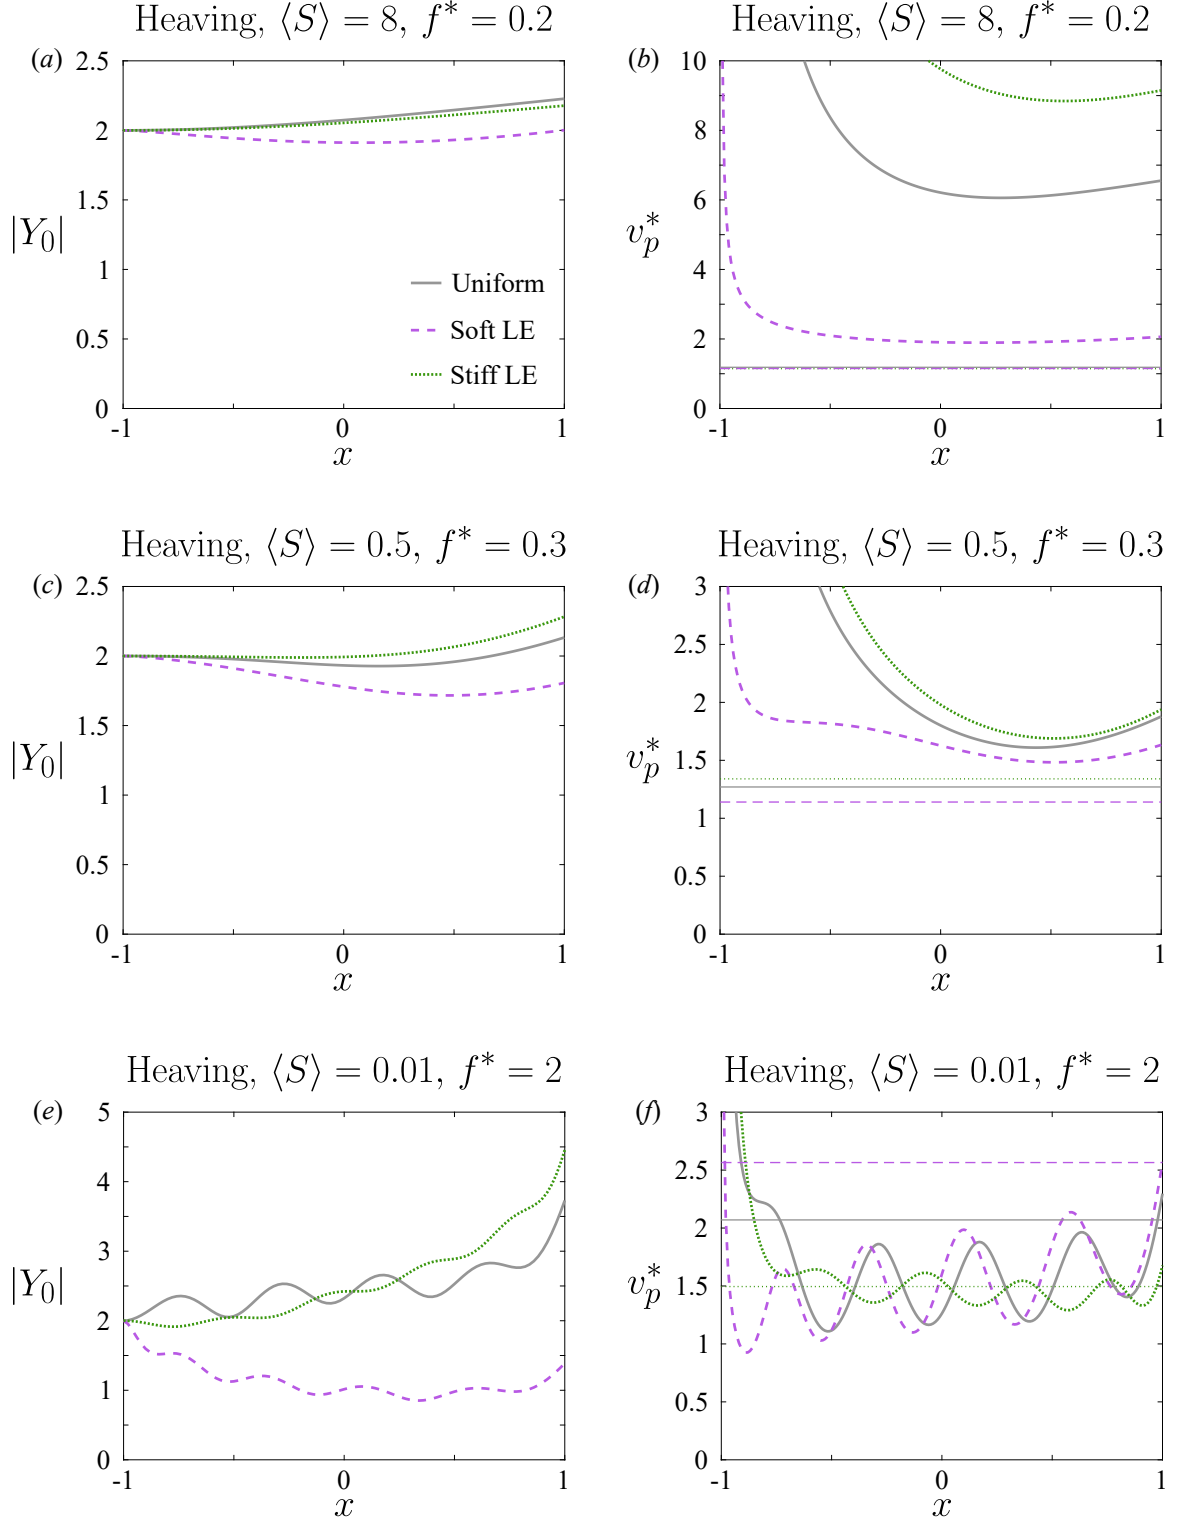 Heaving, ⟨S⟩ = 8, f* = 0.2
(a)
2.5
2
1.5
1
0.5
0
|Y₀|
Uniform
Soft LE
Stiff LE
-1
0
1
x
Heaving, ⟨S⟩ = 8, f* = 0.2
(b)
10
8
6
4
2
0
v*ₚ
-1
0
1
x
Heaving, ⟨S⟩ = 0.5, f* = 0.3
(c)
2.5
2
1.5
1
0.5
0
|Y₀|
-1
0
1
x
Heaving, ⟨S⟩ = 0.5, f* = 0.3
(d)
3
2.5
2
1.5
1
0.5
0
v*ₚ
-1
0
1
x
Heaving, ⟨S⟩ = 0.01, f* = 2
(e)
5
4
3
2
1
0
|Y₀|
-1
0
1
x
Heaving, ⟨S⟩ = 0.01, f* = 2
(f)
3
2.5
2
1.5
1
0.5
0
v*ₚ
-1
0
1
x